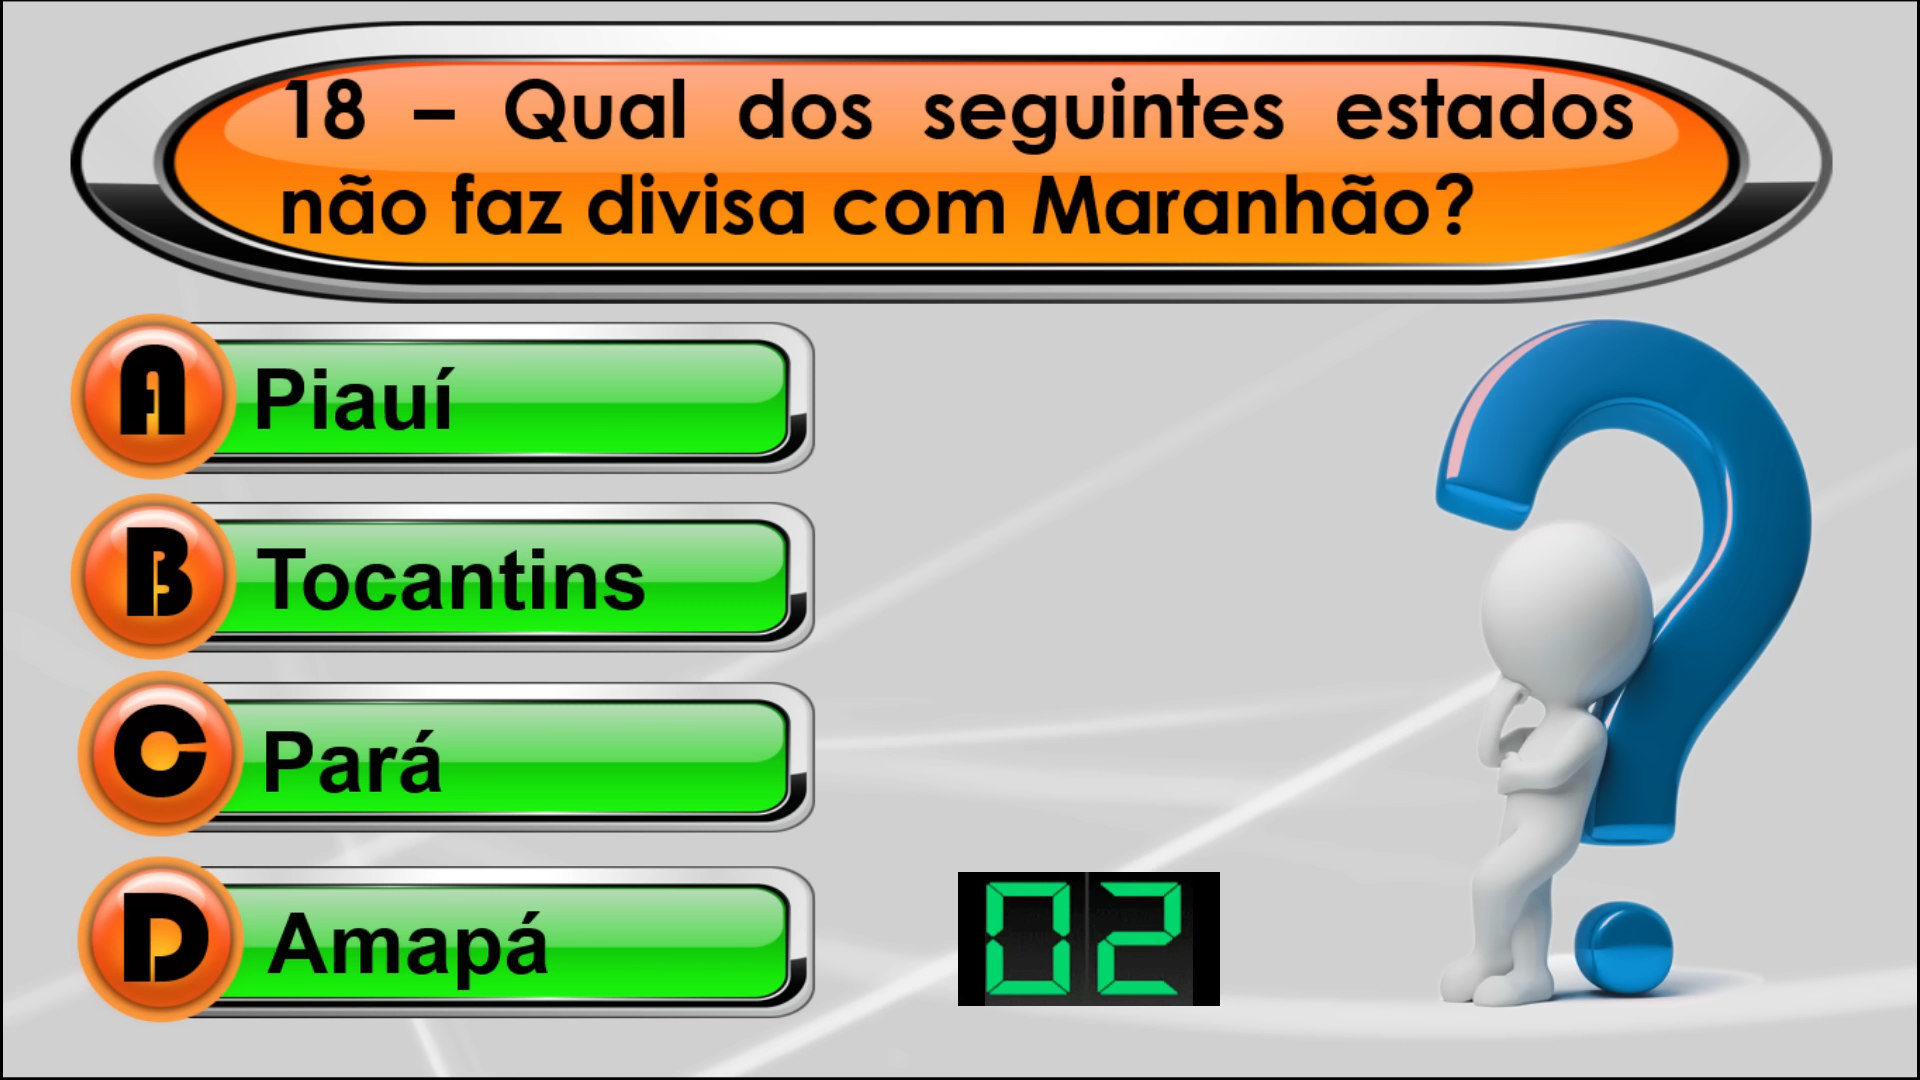 18 – Qual dos seguintes estados
não faz divisa com Maranhão?
A Piauí
B Tocantins
C Pará
D Amapá
02